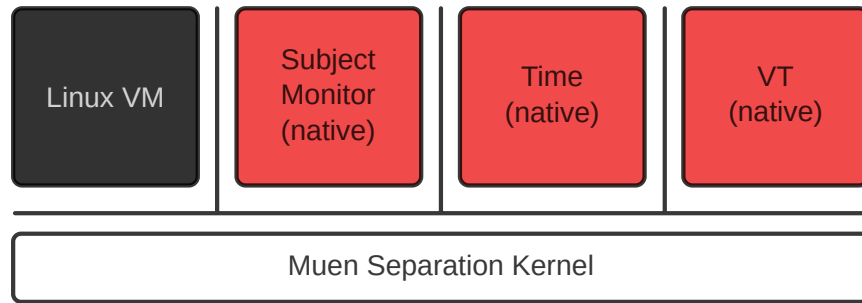 Linux VM
Subject
Monitor
(native)
Time
(native)
VT
(native)
Muen Separation Kernel